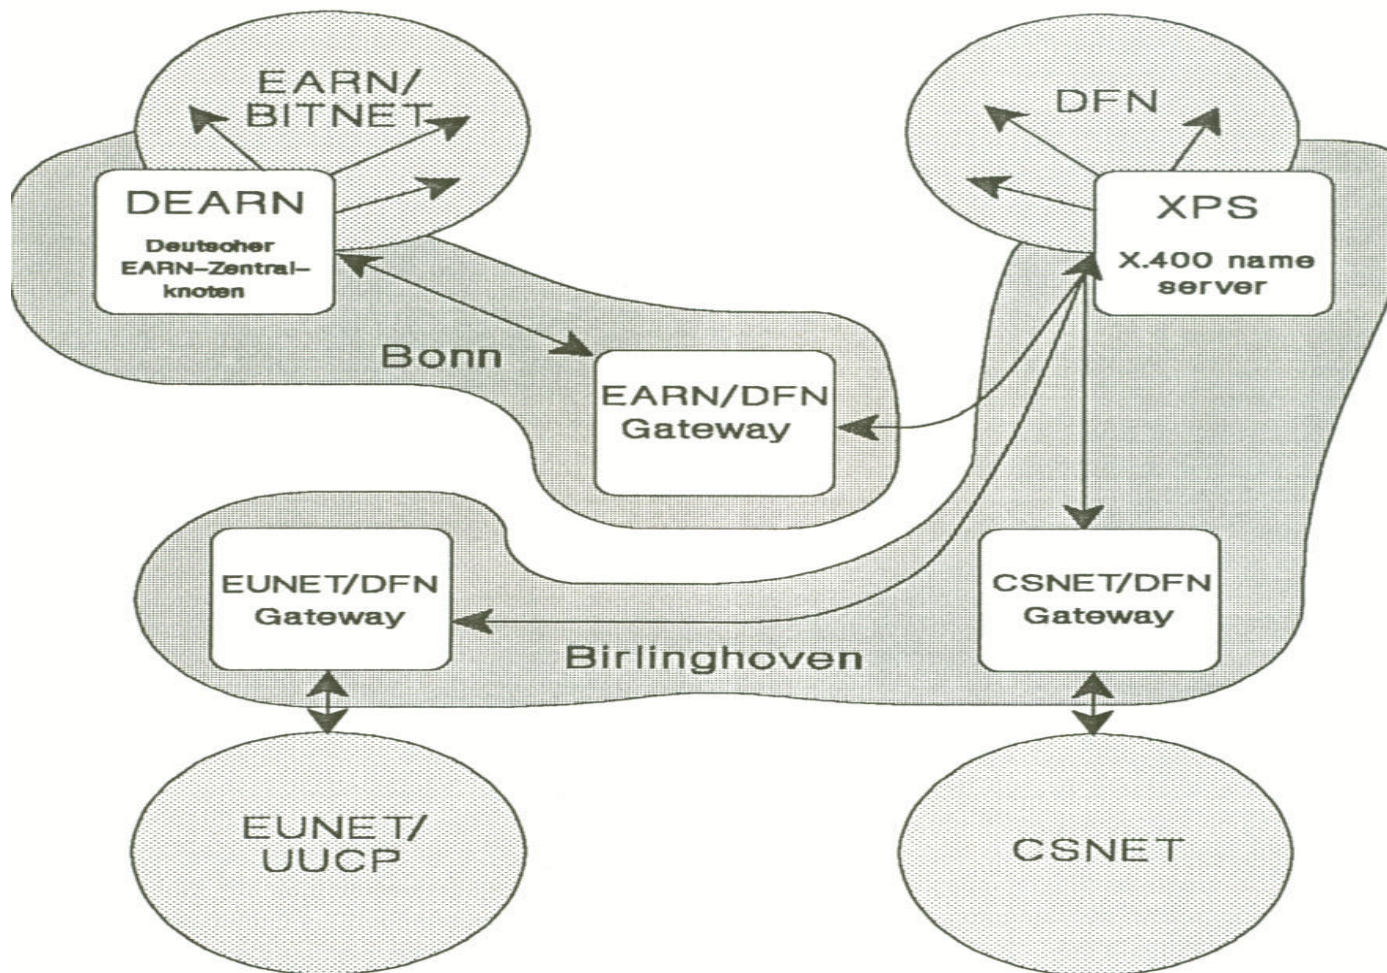 EARN/
BITNET
DFN
DEARN
Deutscher
EARN-Zentral-
knoten
XPS
X.400 name
server
Bonn
EARN/DFN
Gateway
EUNET/DFN
Gateway
CSNET/DFN
Gateway
Birlinghoven
EUNET/
UUCP
CSNET